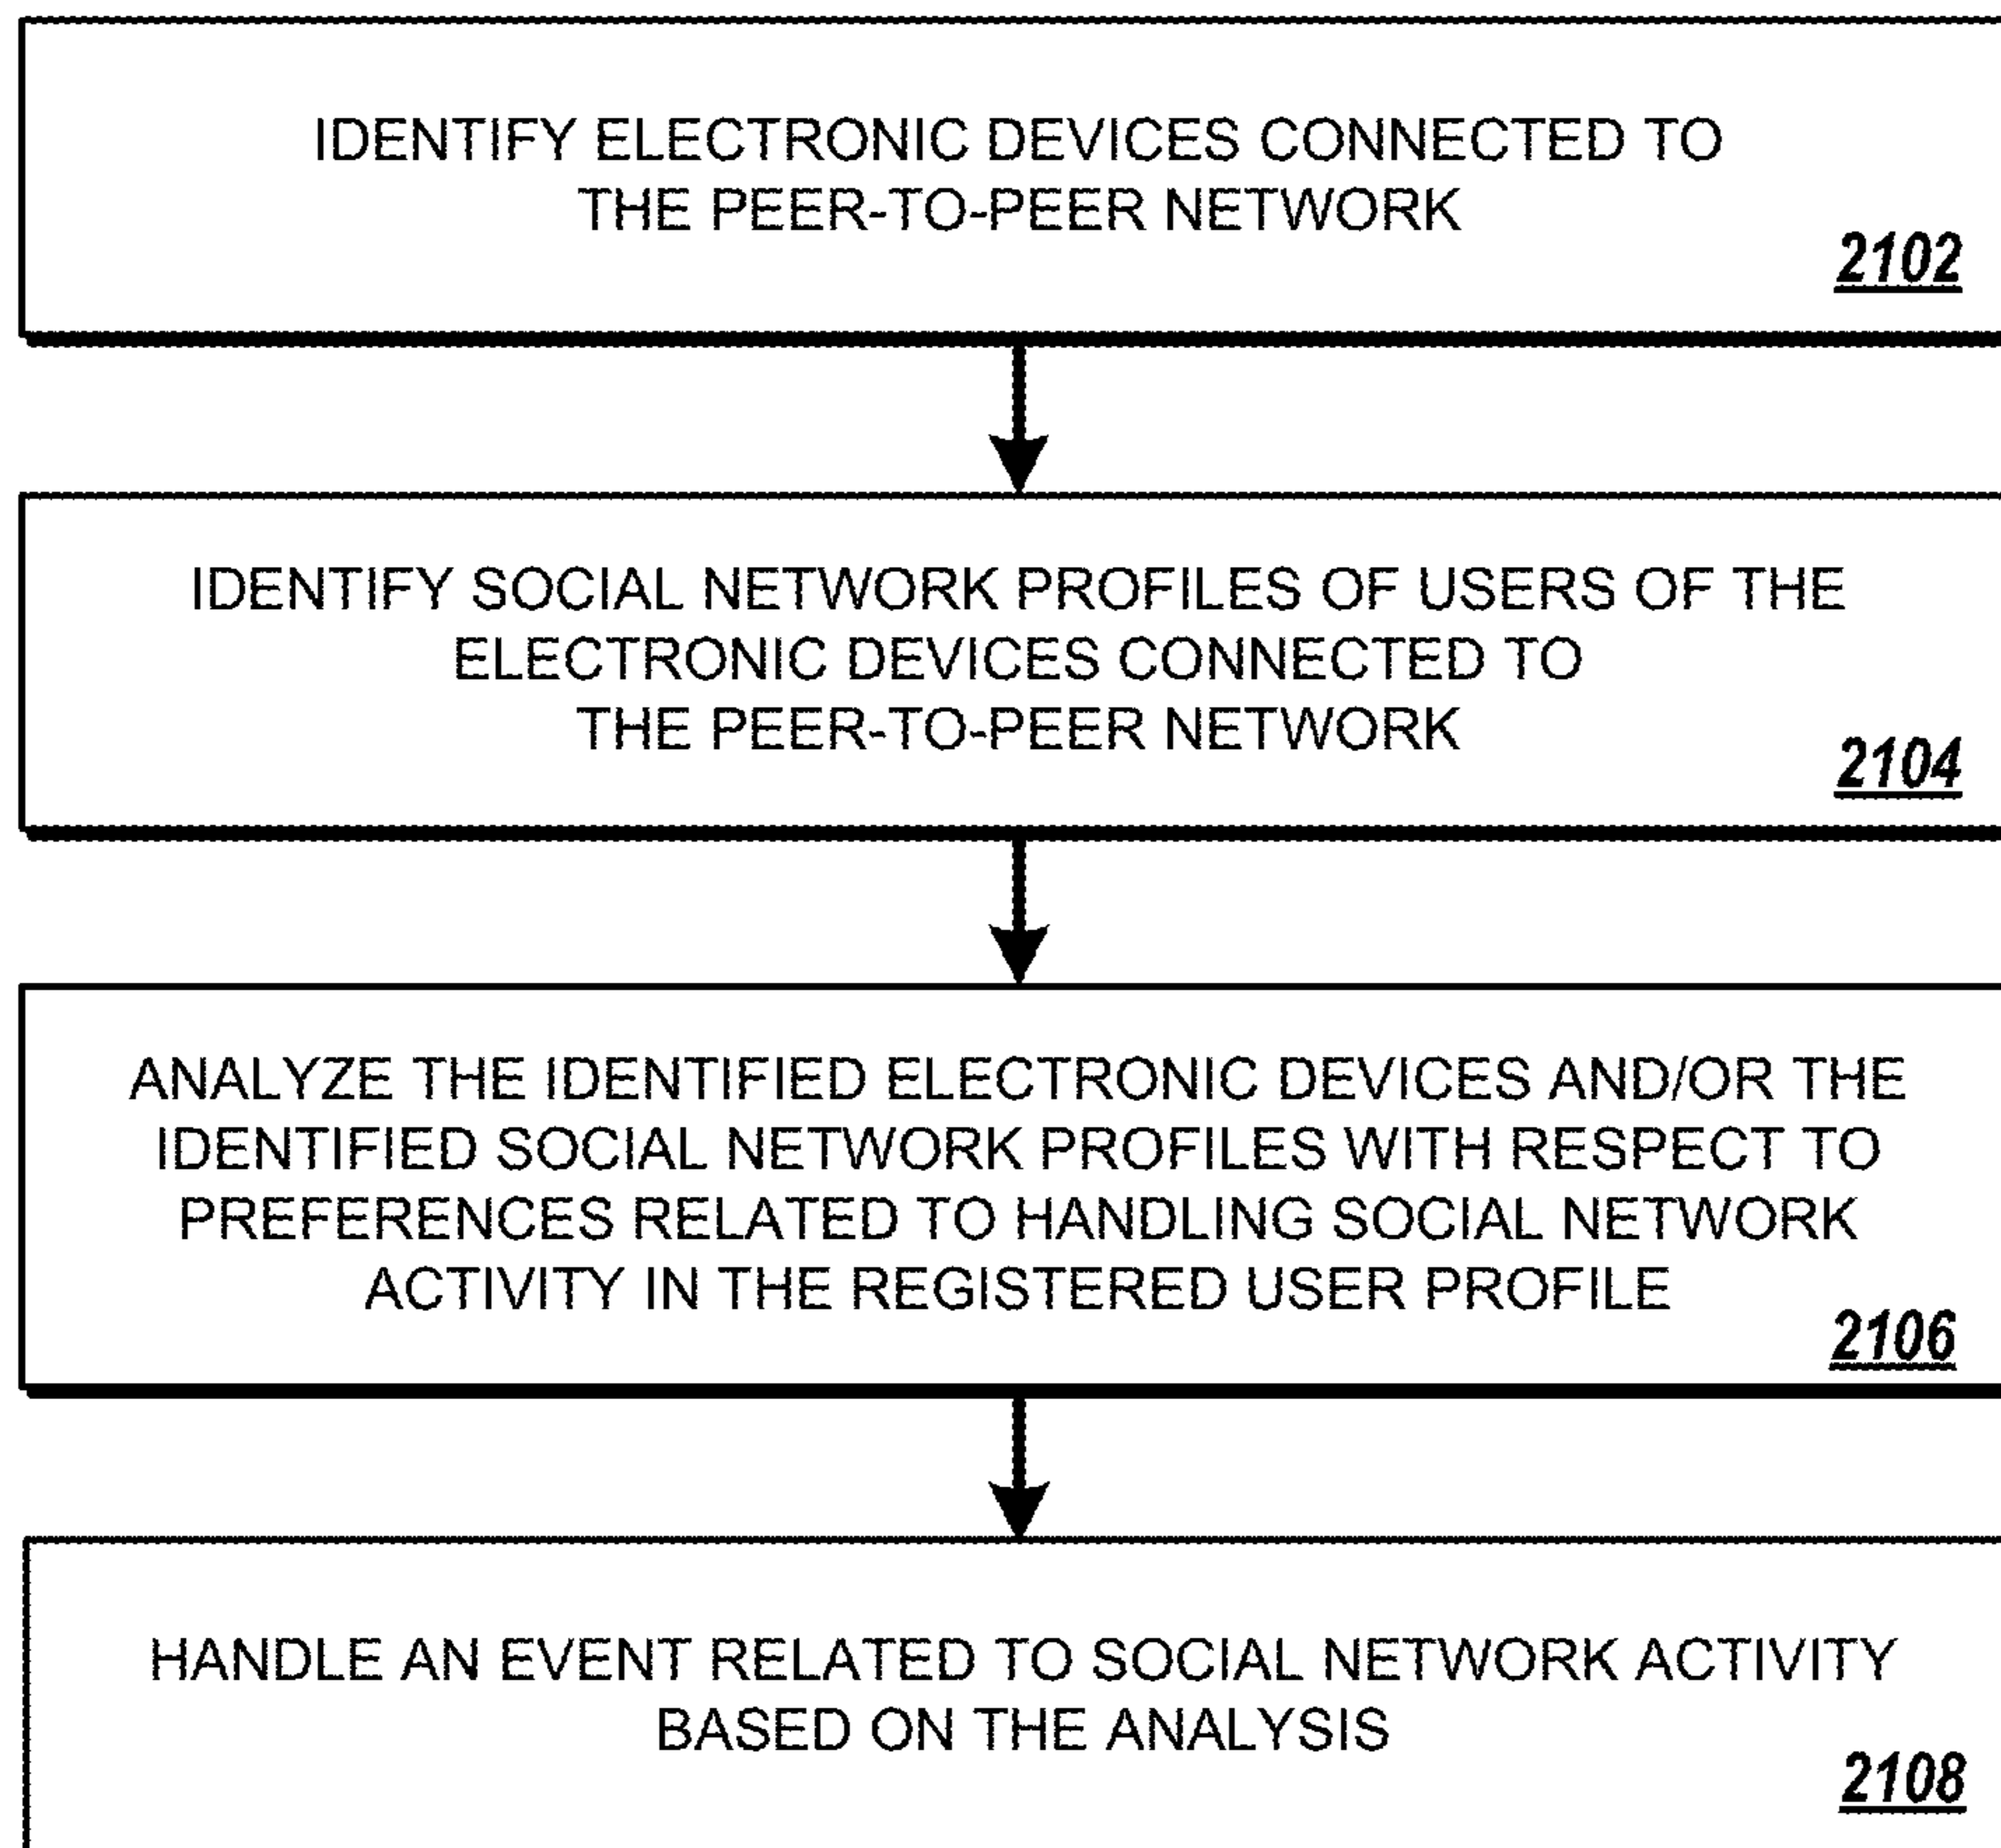 IDENTIFY ELECTRONIC DEVICES CONNECTED TO
THE PEER-TO-PEER NETWORK
2102
IDENTIFY SOCIAL NETWORK PROFILES OF USERS OF THE
ELECTRONIC DEVICES CONNECTED TO
THE PEER-TO-PEER NETWORK
2104
ANALYZE THE IDENTIFIED ELECTRONIC DEVICES AND/OR THE
IDENTIFIED SOCIAL NETWORK PROFILES WITH RESPECT TO
PREFERENCES RELATED TO HANDLING SOCIAL NETWORK
ACTIVITY IN THE REGISTERED USER PROFILE
2106
HANDLE AN EVENT RELATED TO SOCIAL NETWORK ACTIVITY
BASED ON THE ANALYSIS
2108